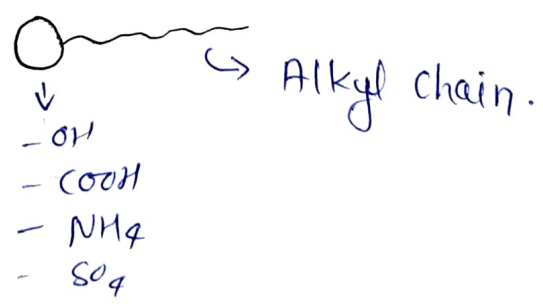 Alkyl chain.
- OH
- COOH
- NH4
- SO4